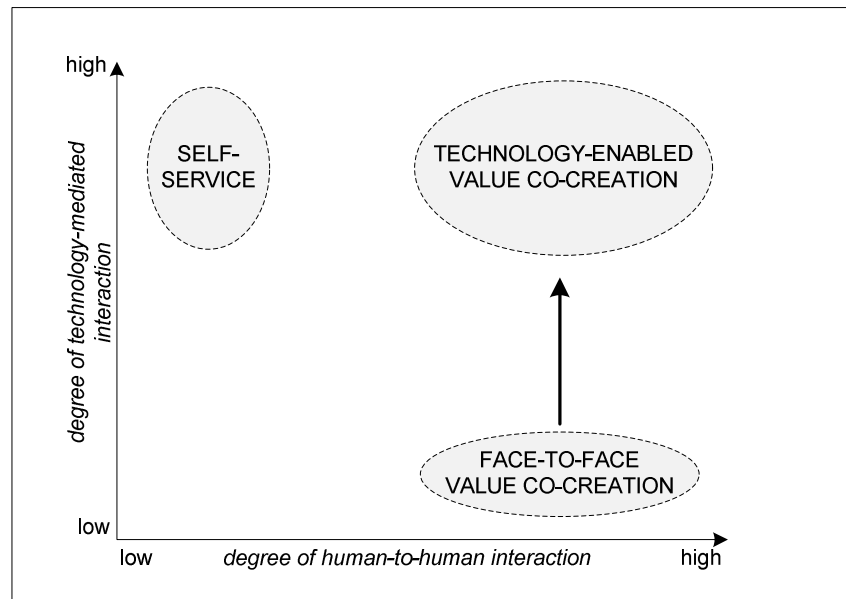 high
SELF-
SERVICE
TECHNOLOGY-ENABLED
VALUE CO-CREATION
degree of technology-mediated
interaction
FACE-TO-FACE
VALUE CO-CREATION
low
low
degree of human-to-human interaction
high